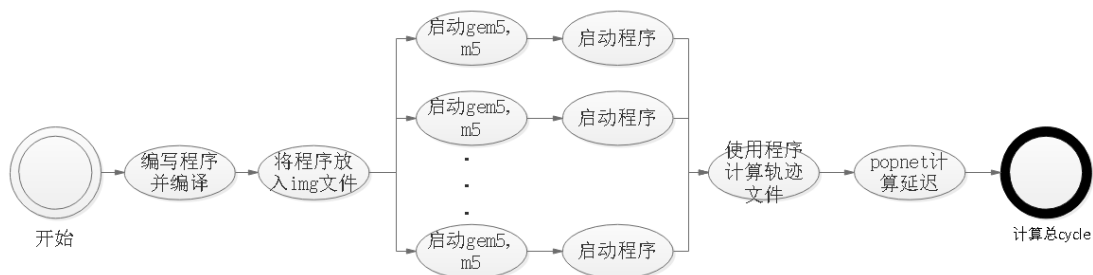 启动gem5,
m5
启动程序
启动gem5,
m5
启动程序
开始
编写程序
并编译
将程序放
入img文件
使用程序
计算轨迹
文件
popnet计
算延迟
计算总cycle
启动gem5,
m5
启动程序